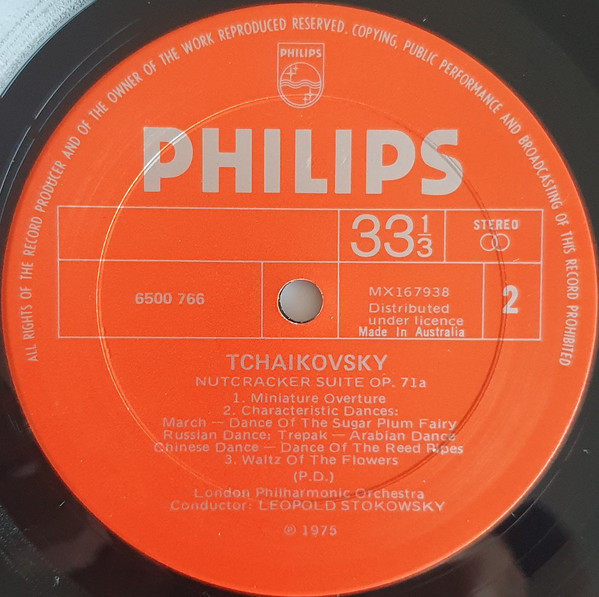 ALL RIGHTS OF THE RECORD PRODUCER AND OF THE OWNER OF THE WORK REPRODUCED RESERVED. COPYING, PUBLIC PERFORMANCE AND BROADCASTING OF THIS RECORD PROHIBITED
PHILIPS
PHILIPS
33 1/3
STEREO
6500 766
MX167938
Distributed
under licence
Made In Australia
2
TCHAIKOVSKY
NUTCRACKER SUITE OP. 71a
1. Miniature Overture
2. Characteristic Dances:
March — Dance Of The Sugar Plum Fairy
Russian Dance: Trepak — Arabian Dance
Chinese Dance — Dance Of The Reed Pipes
3. Waltz Of The Flowers
(P.D.)
London Philharmonic Orchestra
Conductor: LEOPOLD STOKOWSKY
℗ 1975